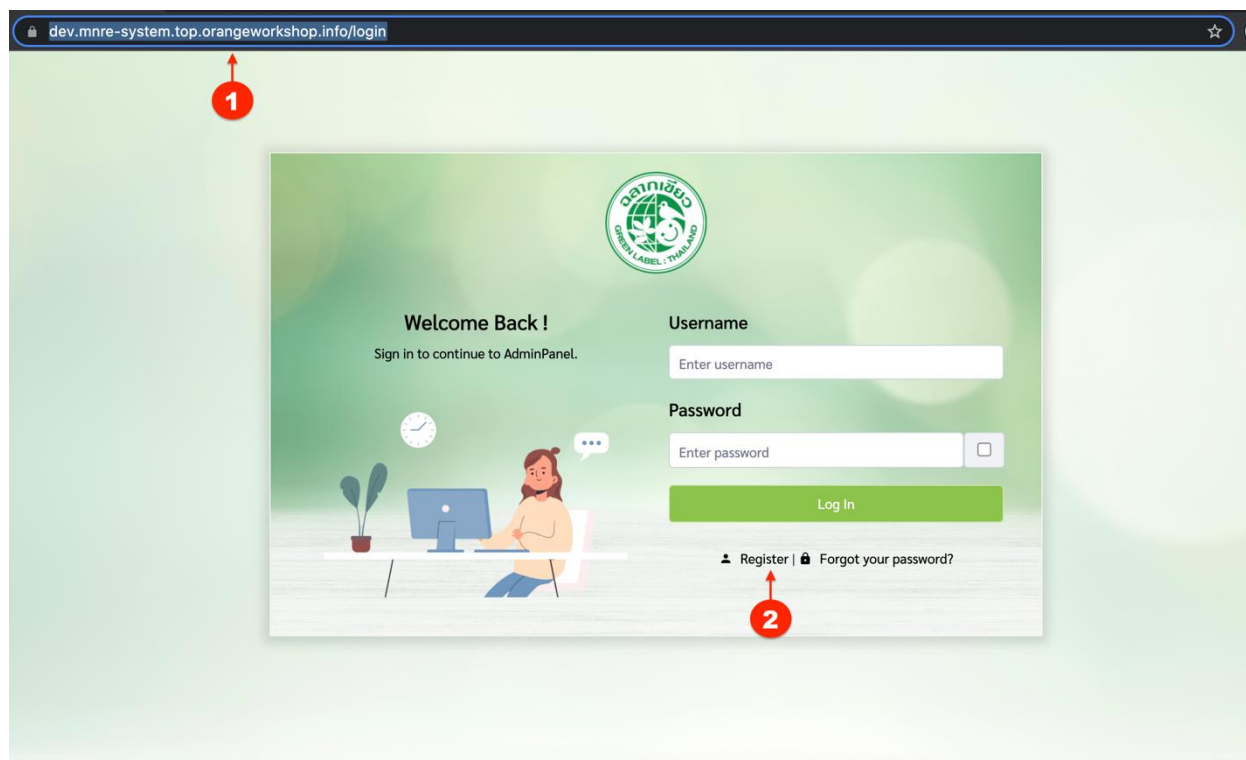 dev.mnre-system.top.orangeworkshop.info/login
1
ฉลากเขียว
GREEN LABEL : THAILAND
Welcome Back !
Sign in to continue to AdminPanel.
Username
Enter username
Password
Enter password
Log In
Register | Forgot your password?
2